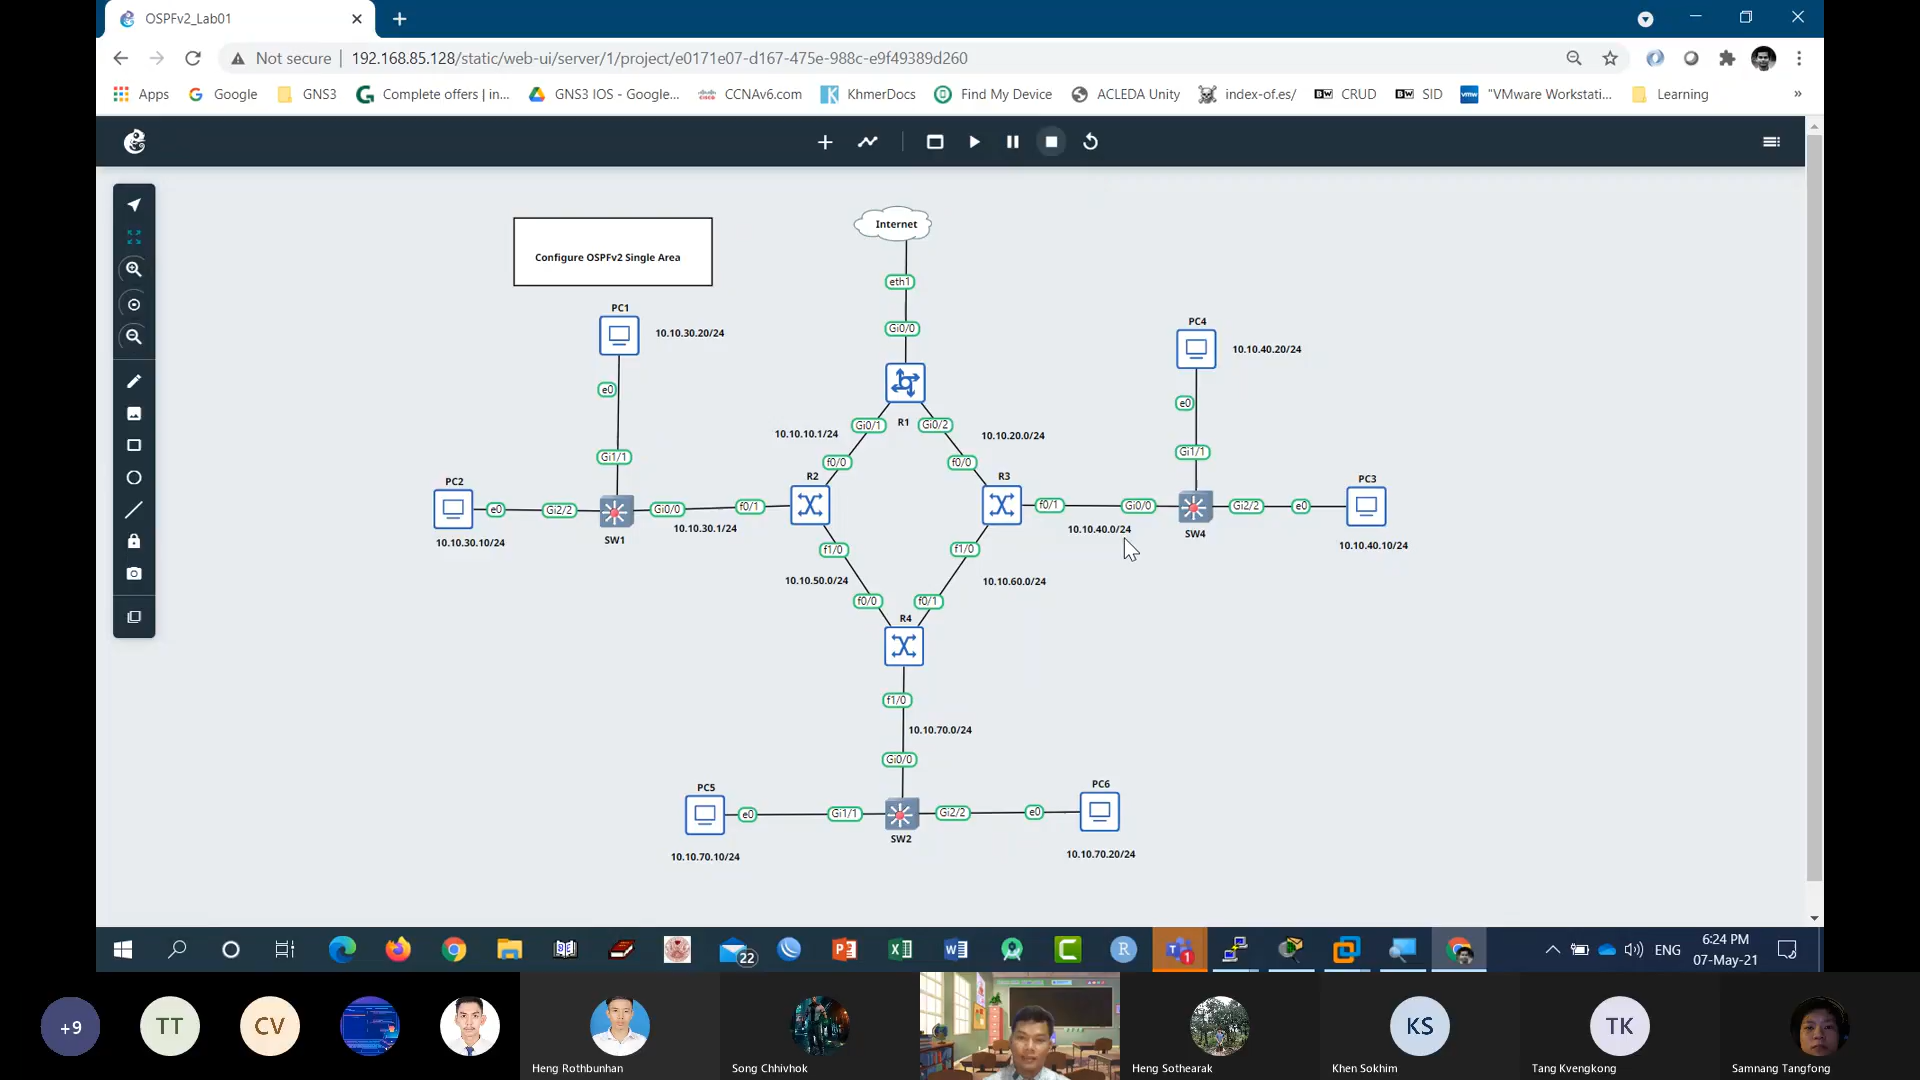 OSPFv2_Lab01
Not secure | 192.168.85.128/static/web-ui/server/1/project/e0171e07-d167-475e-988c-e9f49389d260
Apps Google GNS3 Complete offers | in... GNS3 IOS - Google... CCNAv6.com KhmerDocs Find My Device ACLEDA Unity index-of.es/ BW CRUD BW SID vmw "VMware Workstati... Learning »
Internet
Configure OSPFv2 Single Area
eth1
PC1
Gi0/0
10.10.30.20/24
PC4
10.10.40.20/24
e0
e0
R1
Gi0/1
Gi0/2
10.10.10.1/24
10.10.20.0/24
Gi1/1
f0/0
f0/0
Gi1/1
PC2
R2
R3
PC3
e0
Gi2/2
Gi0/0
f0/1
f0/1
Gi0/0
Gi2/2
e0
10.10.30.1/24
10.10.40.0/24
SW1
SW4
10.10.30.10/24
10.10.40.10/24
f1/0
f1/0
10.10.50.0/24
10.10.60.0/24
f0/0
f0/1
R4
f1/0
10.10.70.0/24
Gi0/0
PC5
PC6
e0
Gi1/1
Gi2/2
e0
SW2
10.10.70.10/24
10.10.70.20/24
22
1
ENG
6:24 PM
07-May-21
+9
TT
CV
KS
TK
Heng Rothbunhan
Song Chhivhok
Heng Sothearak
Khen Sokhim
Tang Kvengkong
Samnang Tangfong